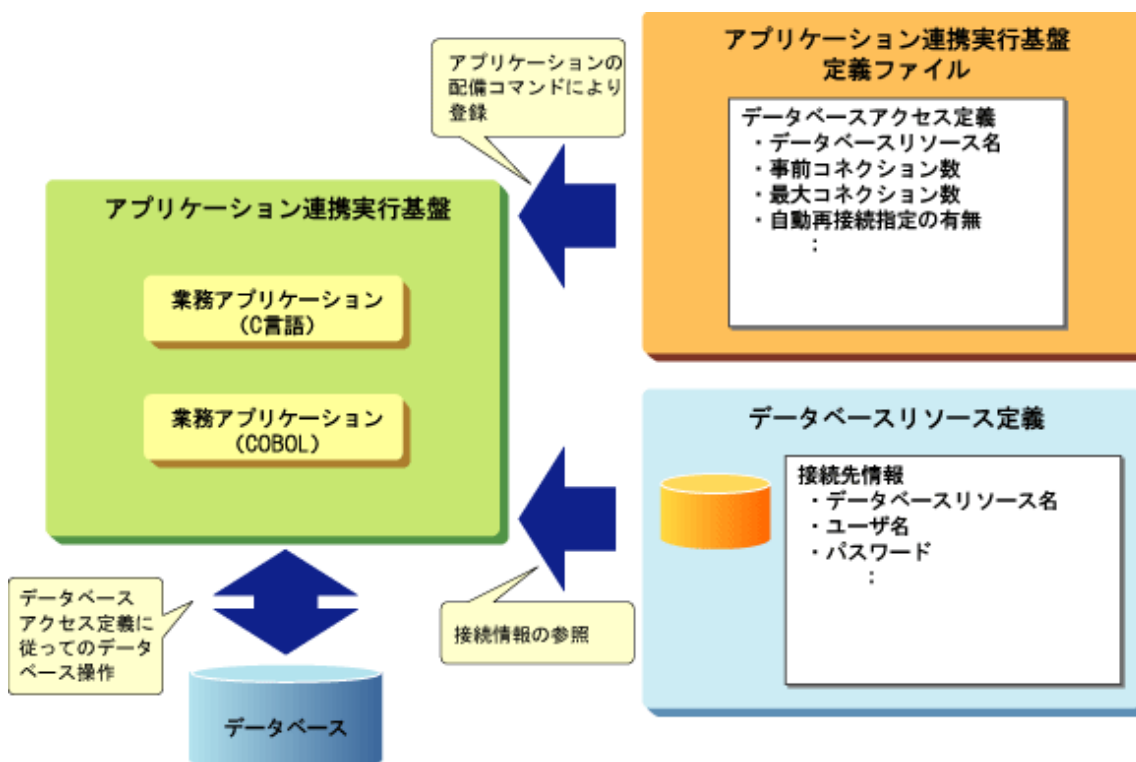 アプリケーションの
配備コマンドにより
登録
アプリケーション連携実行基盤
定義ファイル
データベースアクセス定義
・データベースリソース名
・事前コネクション数
・最大コネクション数
・自動再接続指定の有無
：
アプリケーション連携実行基盤
業務アプリケーション
(C言語)
業務アプリケーション
(COBOL)
データベースリソース定義
接続先情報
・データベースリソース名
・ユーザ名
・パスワード
：
接続情報の参照
データベース
アクセス定義に
従ってのデータ
ベース操作
データベース